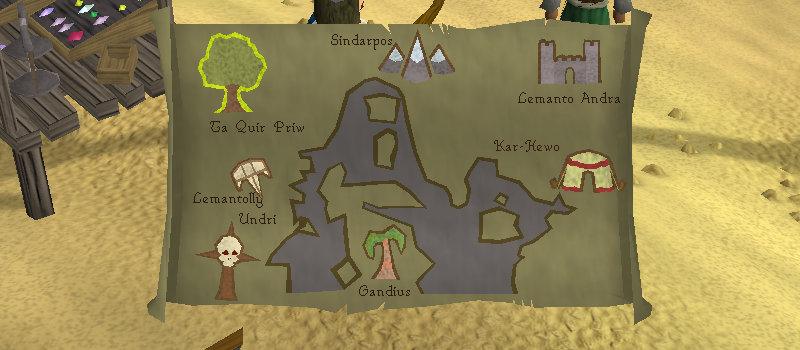 Sindarpos
Lemanto Andra
Ta Quir Priw
Kar-Hewo
Lemantolly
Undri
Gandius